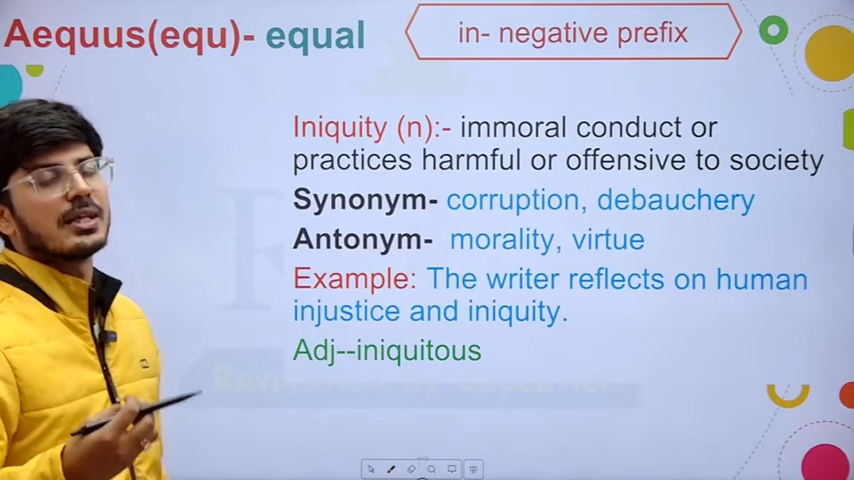 Aequus(equ)- equal
in- negative prefix
Iniquity (n):- immoral conduct or
practices harmful or offensive to society
Synonym- corruption, debauchery
Antonym- morality, virtue
Example: The writer reflects on human
injustice and iniquity.
Adj--iniquitous